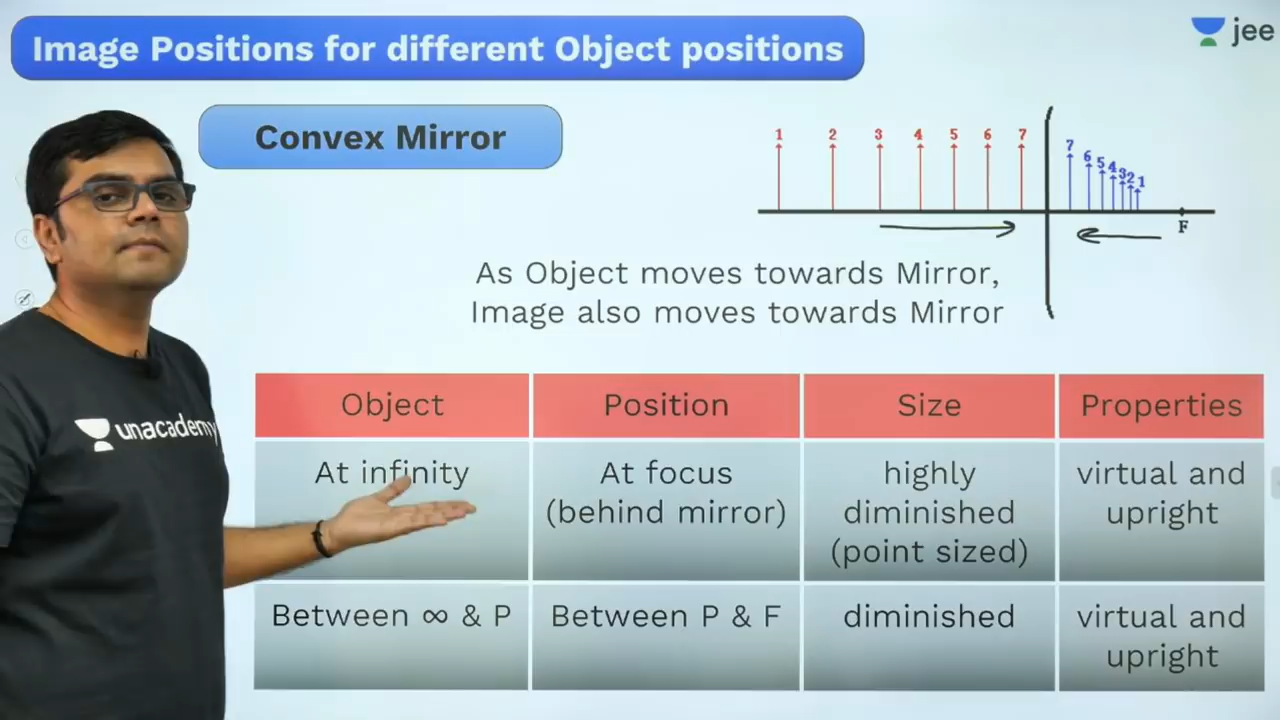 Image Positions for different Object positions
jee
Convex Mirror
1 2 3 4 5 6 7
7 6 5 4 3 2 1
F
As Object moves towards Mirror,
Image also moves towards Mirror
unacademy
Object Position Size Properties
At infinity
At focus
(behind mirror)
highly
diminished
(point sized)
virtual and
upright
Between ∞ & P
Between P & F
diminished
virtual and
upright